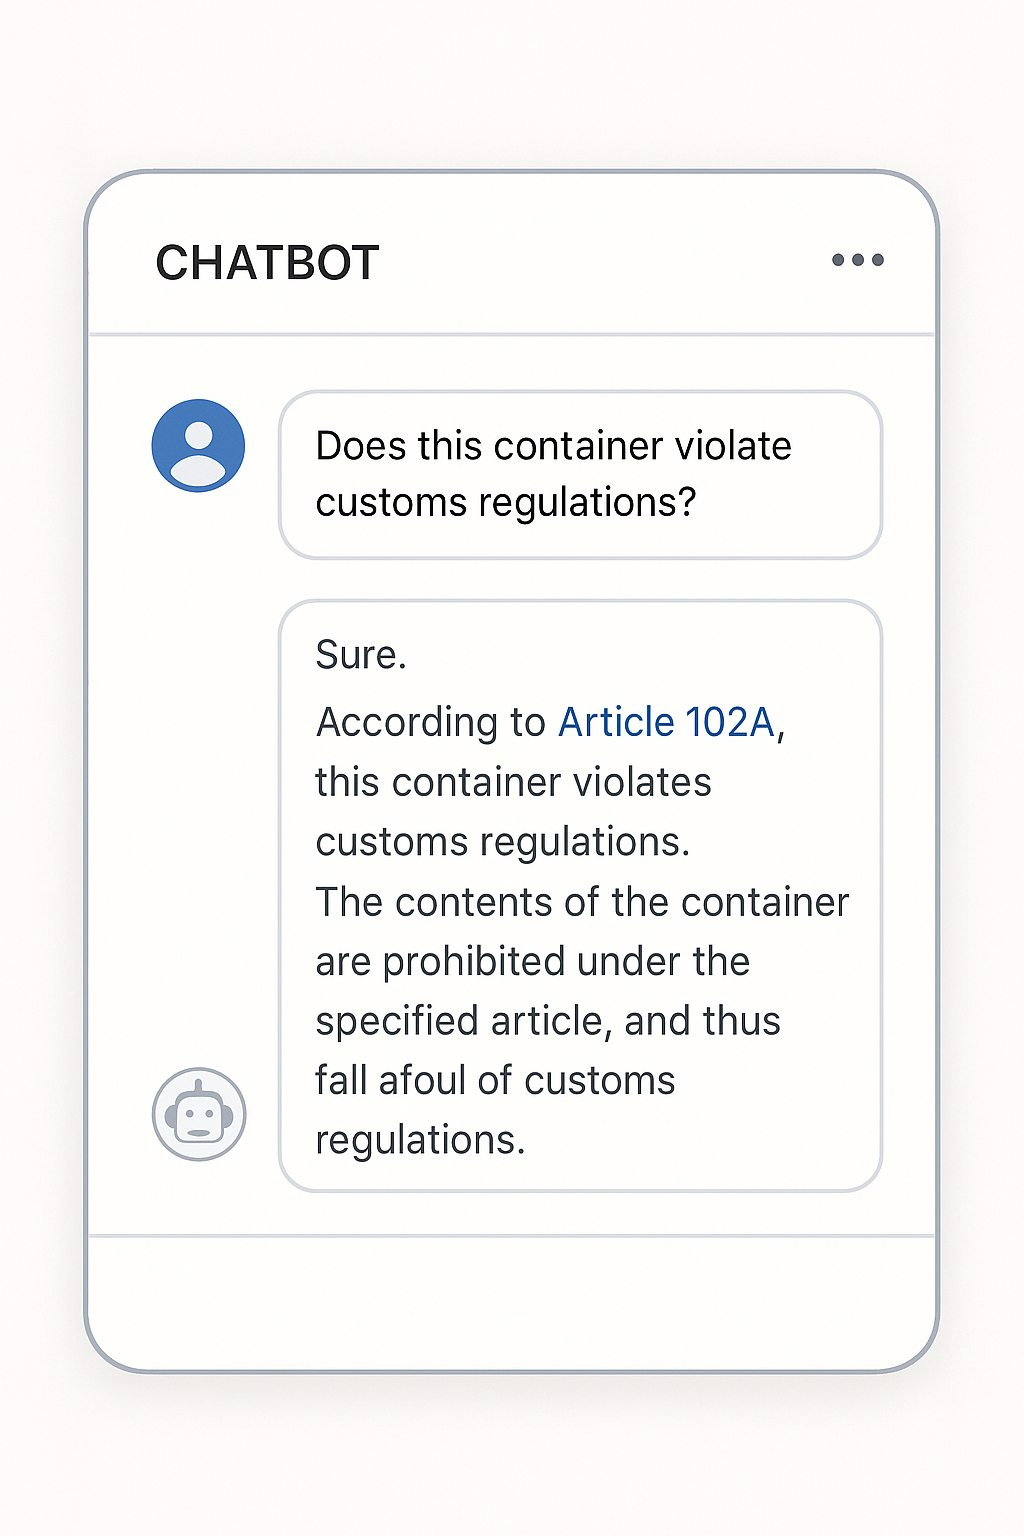 CHATBOT
Does this container violate
customs regulations?
Sure.
According to Article 102A,
this container violates
customs regulations.
The contents of the container
are prohibited under the
specified article, and thus
fall afoul of customs
regulations.